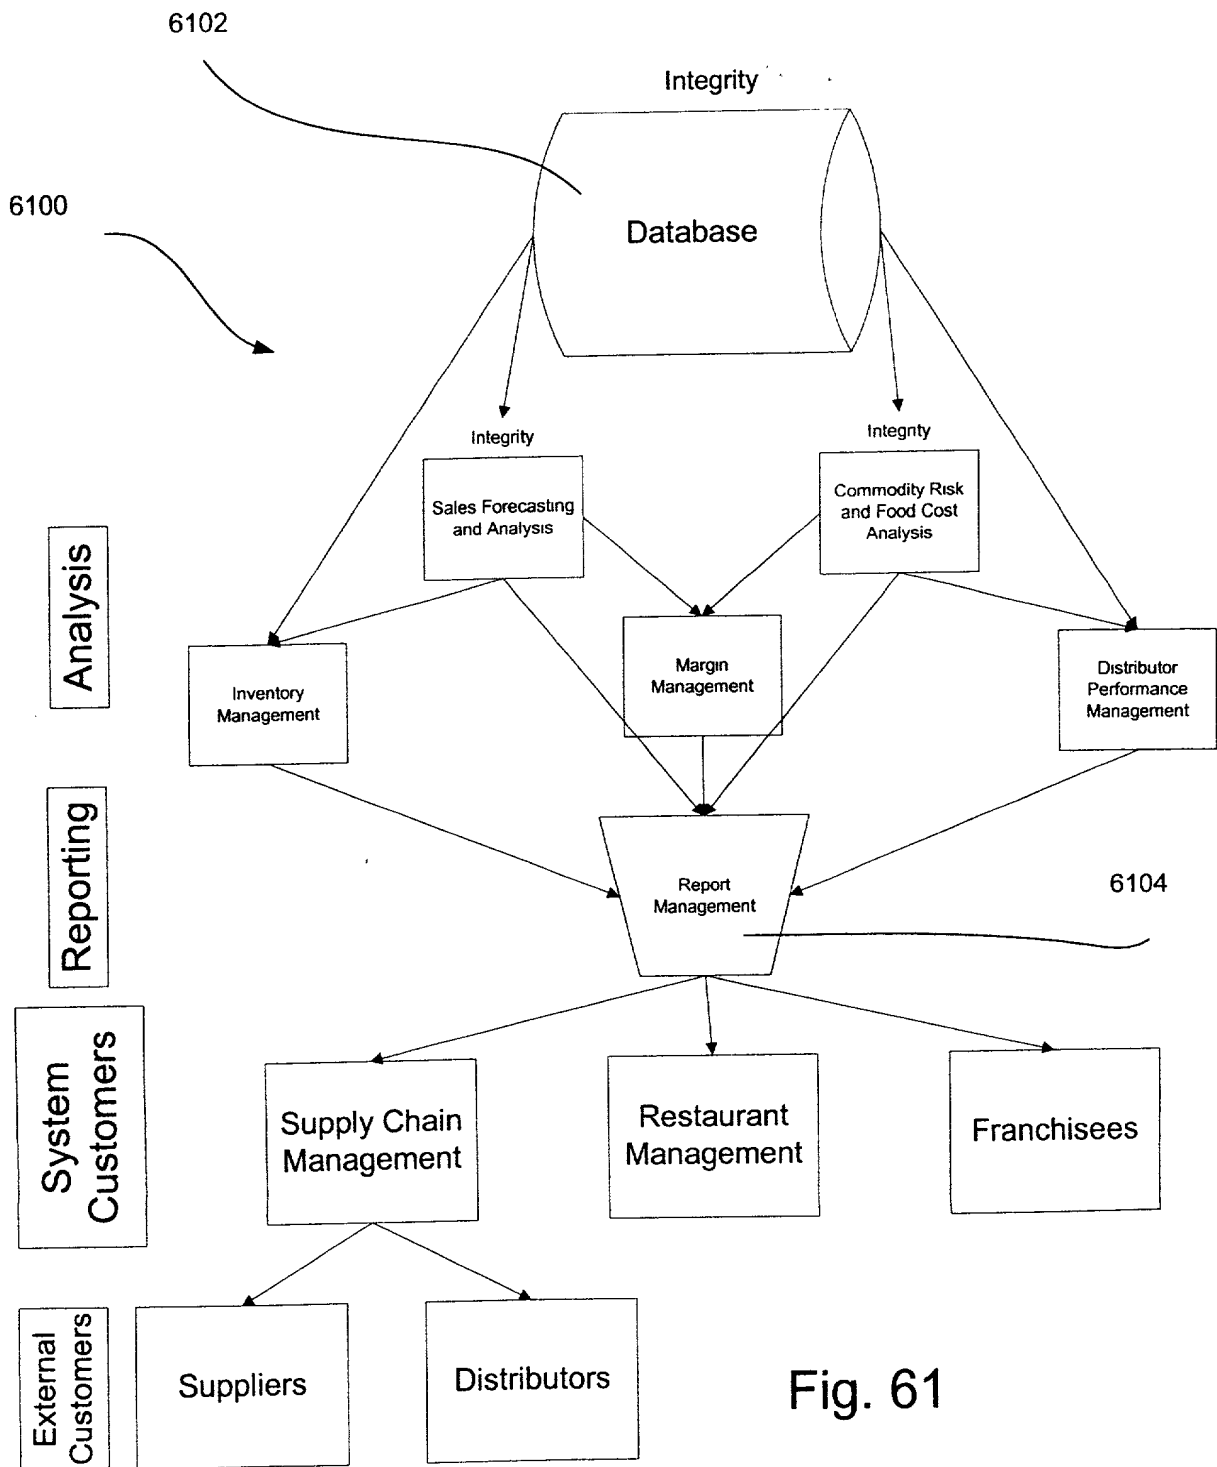 6102
Integrity
6100
Database
Integrity
Integrity
Sales Forecasting
and Analysis
Commodity Risk
and Food Cost
Analysis
Analysis
Inventory
Management
Margin
Management
Distributor
Performance
Management
Reporting
Report
Management
6104
System
Customers
Supply Chain
Management
Restaurant
Management
Franchisees
External
Customers
Suppliers
Distributors
Fig. 61